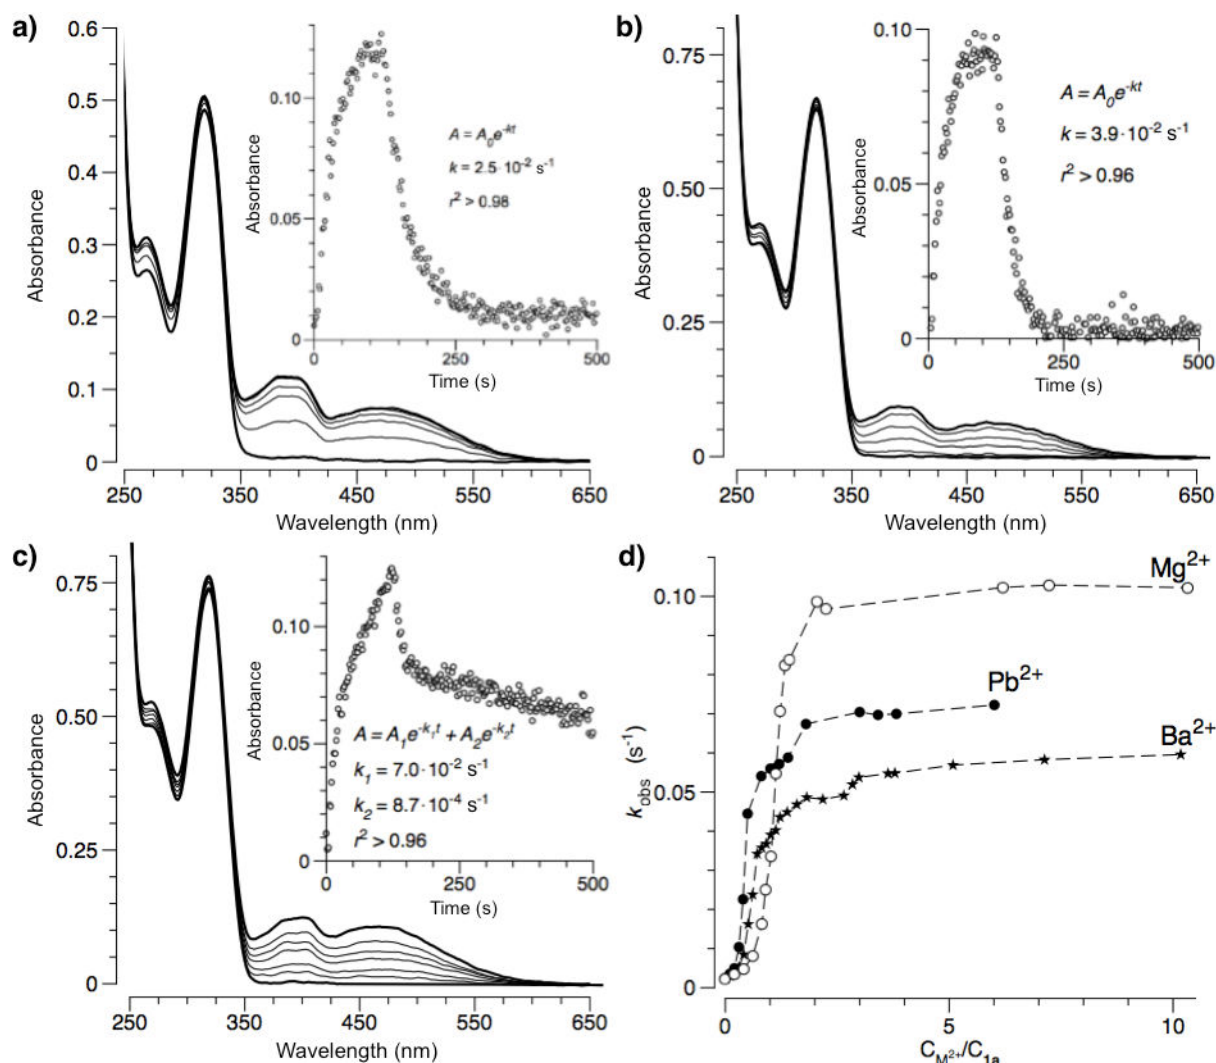 a)
0.6
0.5
0.4
0.3
0.2
0.1
0
Absorbance
250 350 450 550 650
Wavelength (nm)
0.10
0.05
0
Absorbance
A = A₀e⁻ᵏᵗ
k = 2.5·10⁻² s⁻¹
r² > 0.98
0 250 500
Time (s)
b)
0.75
0.50
0.25
0
Absorbance
250 350 450 550 650
Wavelength (nm)
0.10
0.05
0
Absorbance
A = A₀e⁻ᵏᵗ
k = 3.9·10⁻² s⁻¹
r² > 0.96
0 250 500
Time (s)
c)
0.75
0.50
0.25
0
Absorbance
250 350 450 550 650
Wavelength (nm)
0.10
0.05
0
Absorbance
A = A₁e^-k₁t + A₂e^-k₂t
k₁ = 7.0·10⁻² s⁻¹
k₂ = 8.7·10⁻⁴ s⁻¹
r² > 0.96
0 250 500
Time (s)
d)
0.10
0.05
0
k_obs (s⁻¹)
Mg²⁺
Pb²⁺
Ba²⁺
0 5 10
C_M²⁺/C_1a